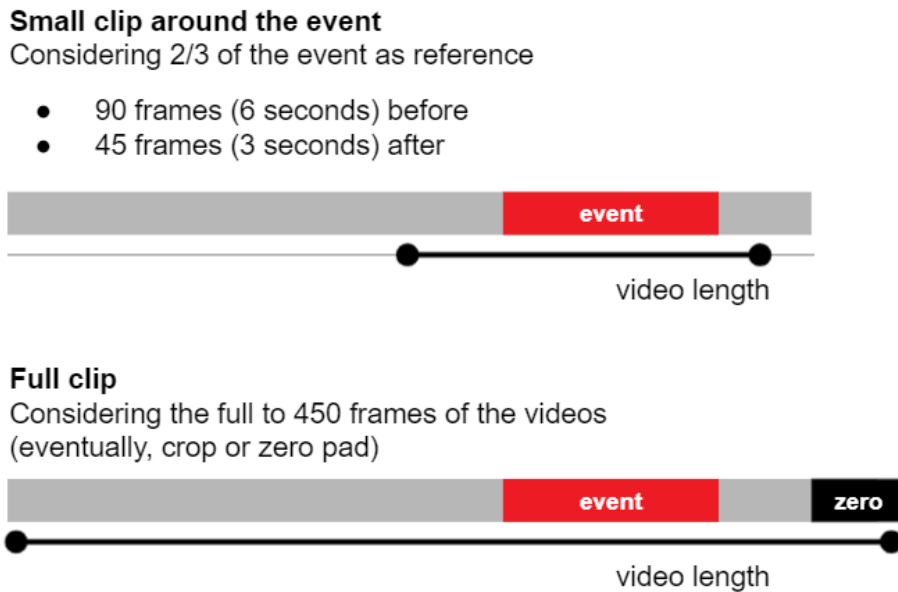 Small clip around the event
Considering 2/3 of the event as reference
● 90 frames (6 seconds) before
● 45 frames (3 seconds) after
event
video length
Full clip
Considering the full to 450 frames of the videos
(eventually, crop or zero pad)
event zero
video length